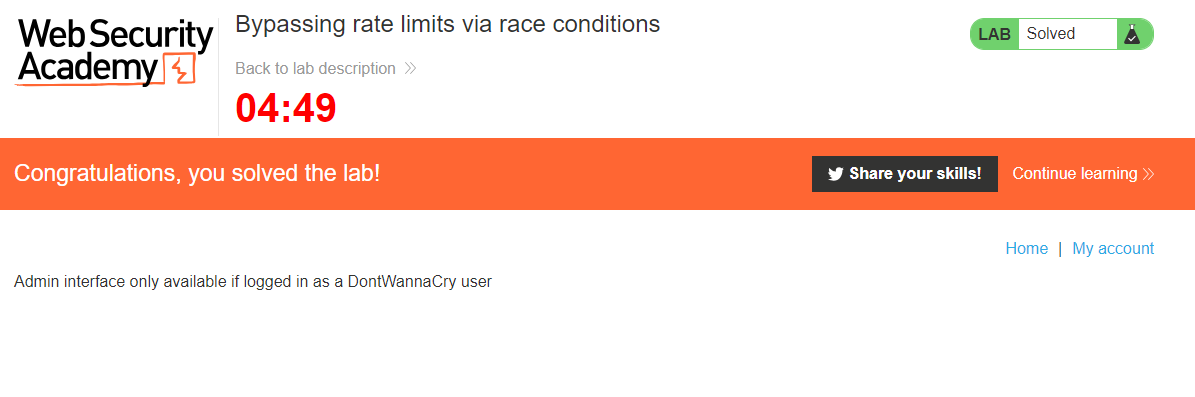 Web Security
Academy
Bypassing rate limits via race conditions
Back to lab description
04:49
LAB Solved
Congratulations, you solved the lab!
Share your skills!
Continue learning
Home | My account
Admin interface only available if logged in as a DontWannaCry user